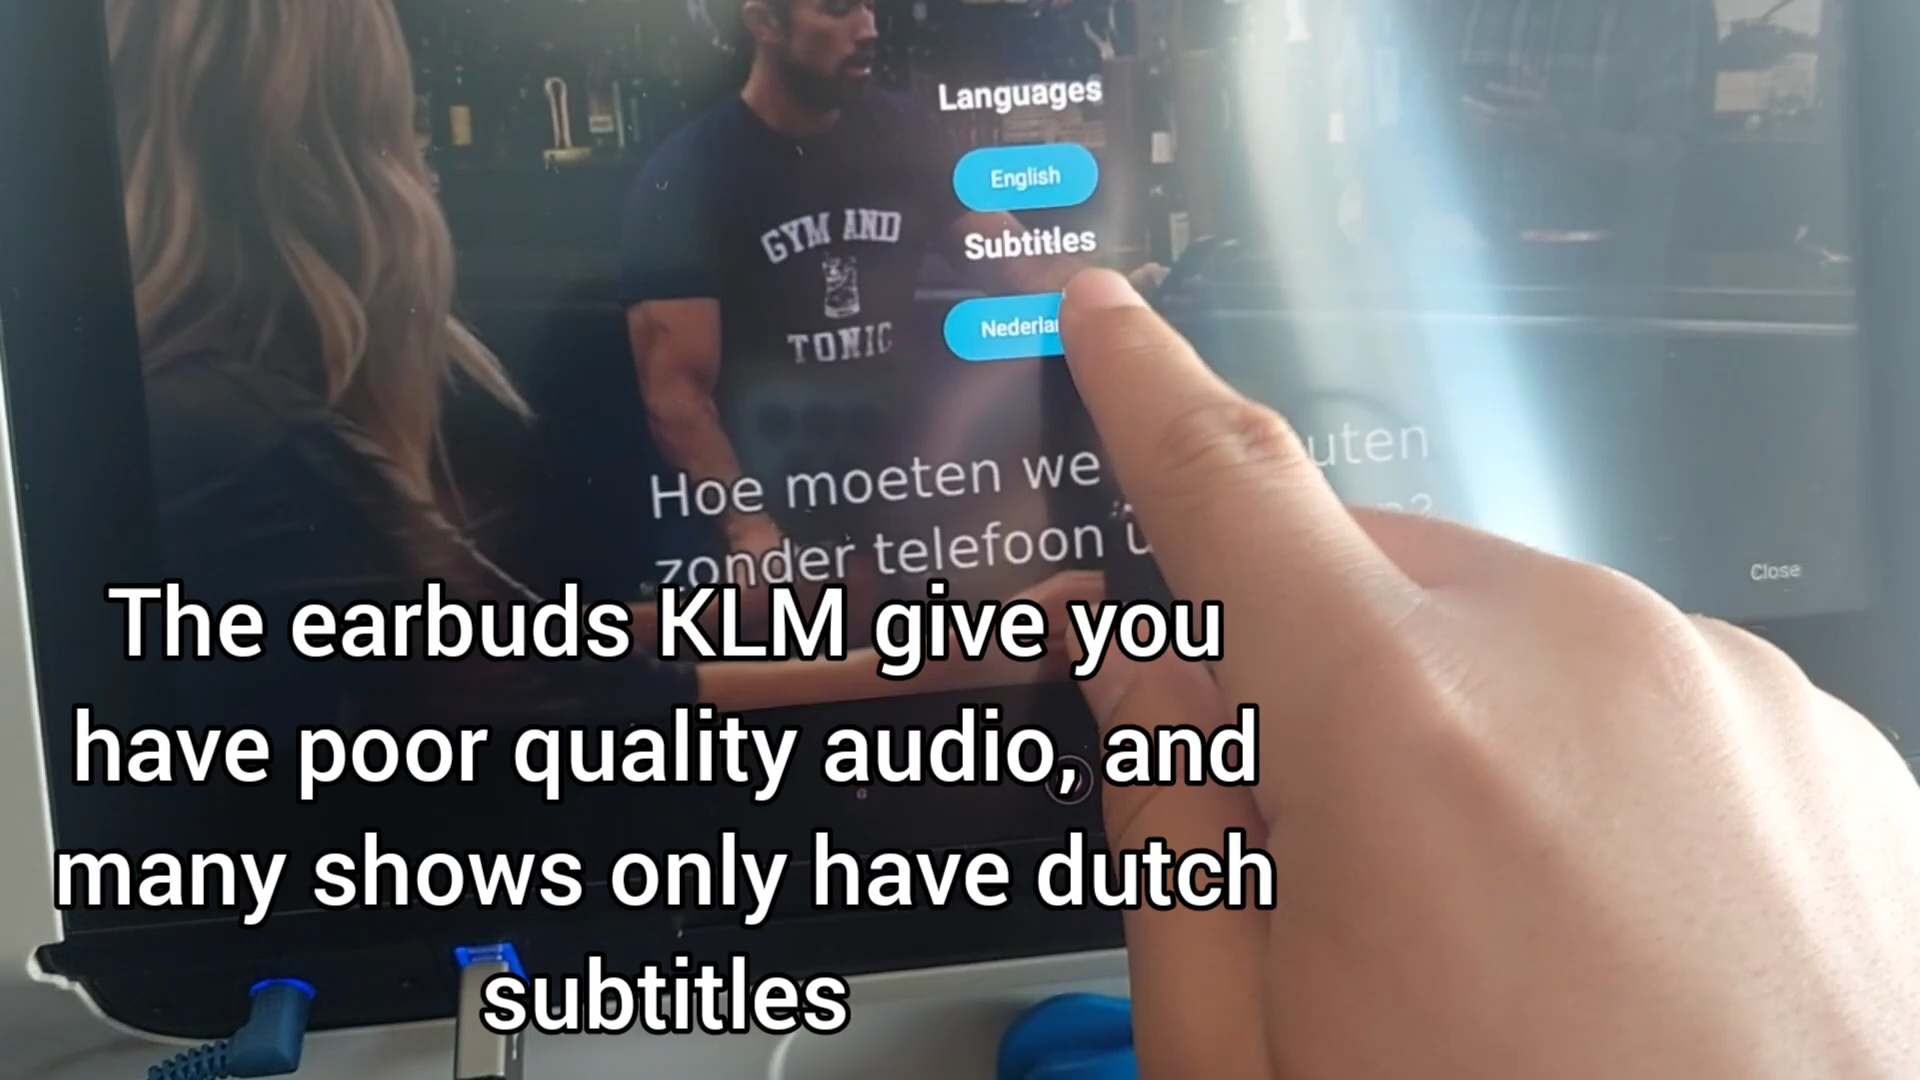 Languages
English
Subtitles
GYM AND
TONIC
Hoe moeten we
zonder telefoon
Close
The earbuds KLM give you
have poor quality audio, and
many shows only have dutch
subtitles